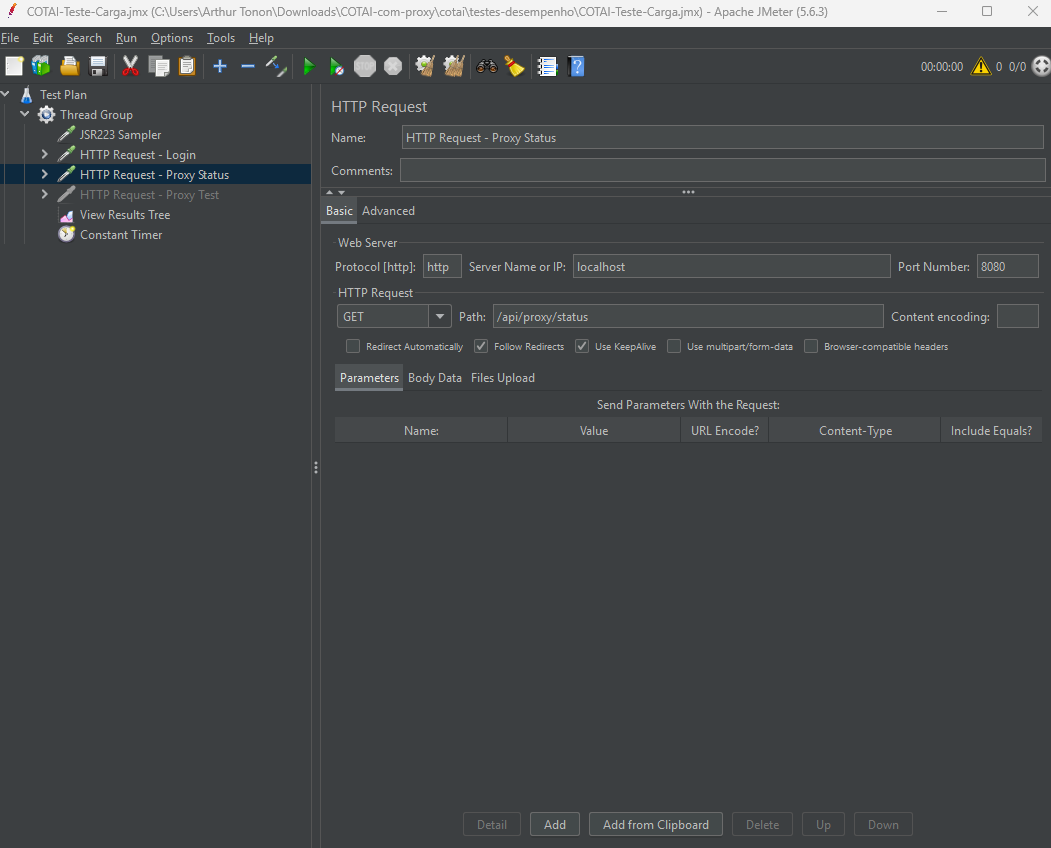 COTAI-Teste-Carga.jmx (C:\Users\Arthur Tonon\Downloads\COTAI-com-proxy\cotai\testes-desempenho\COTAI-Teste-Carga.jmx) - Apache JMeter (5.6.3)
File Edit Search Run Options Tools Help
00:00:00 0 0/0
Test Plan
Thread Group
JSR223 Sampler
HTTP Request - Login
HTTP Request - Proxy Status
HTTP Request - Proxy Test
View Results Tree
Constant Timer
HTTP Request
Name: HTTP Request - Proxy Status
Comments:
Basic Advanced
Web Server
Protocol [http]: http Server Name or IP: localhost Port Number: 8080
HTTP Request
GET Path: /api/proxy/status Content encoding:
Redirect Automatically Follow Redirects Use KeepAlive Use multipart/form-data Browser-compatible headers
Parameters Body Data Files Upload
Send Parameters With the Request:
Name: Value URL Encode? Content-Type Include Equals?
Detail Add Add from Clipboard Delete Up Down